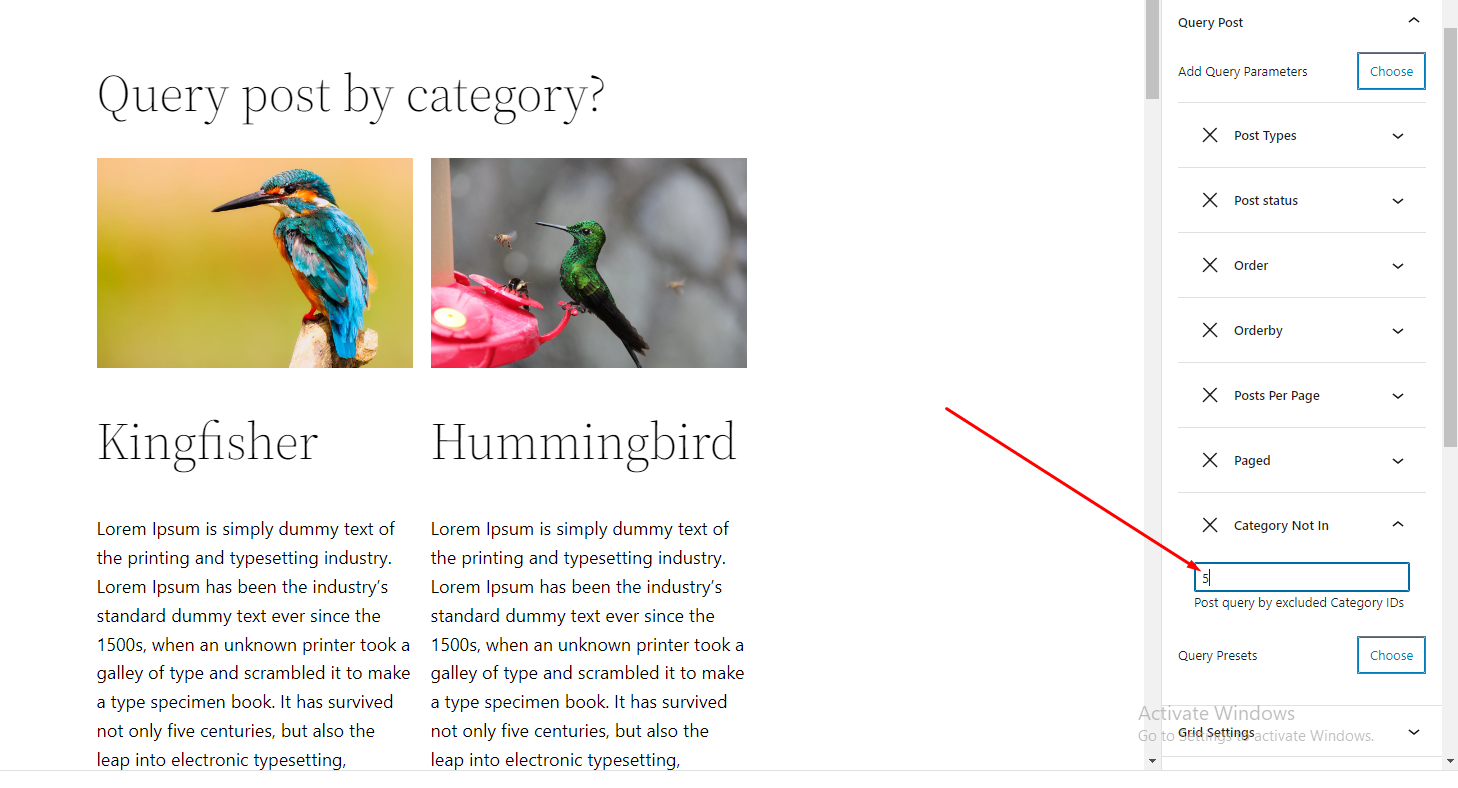 Query post by category?
Kingfisher
Lorem Ipsum is simply dummy text of
the printing and typesetting industry.
Lorem Ipsum has been the industry’s
standard dummy text ever since the
1500s, when an unknown printer took a
galley of type and scrambled it to make
a type specimen book. It has survived
not only five centuries, but also the
leap into electronic typesetting,
Hummingbird
Lorem Ipsum is simply dummy text of
the printing and typesetting industry.
Lorem Ipsum has been the industry’s
standard dummy text ever since the
1500s, when an unknown printer took a
galley of type and scrambled it to make
a type specimen book. It has survived
not only five centuries, but also the
leap into electronic typesetting,
Query Post
Add Query Parameters
Choose
Post Types
Post status
Order
Orderby
Posts Per Page
Paged
Category Not In
5
Post query by excluded Category IDs
Query Presets
Choose
Activate Windows
Go to Settings to activate Windows.
Grid Settings